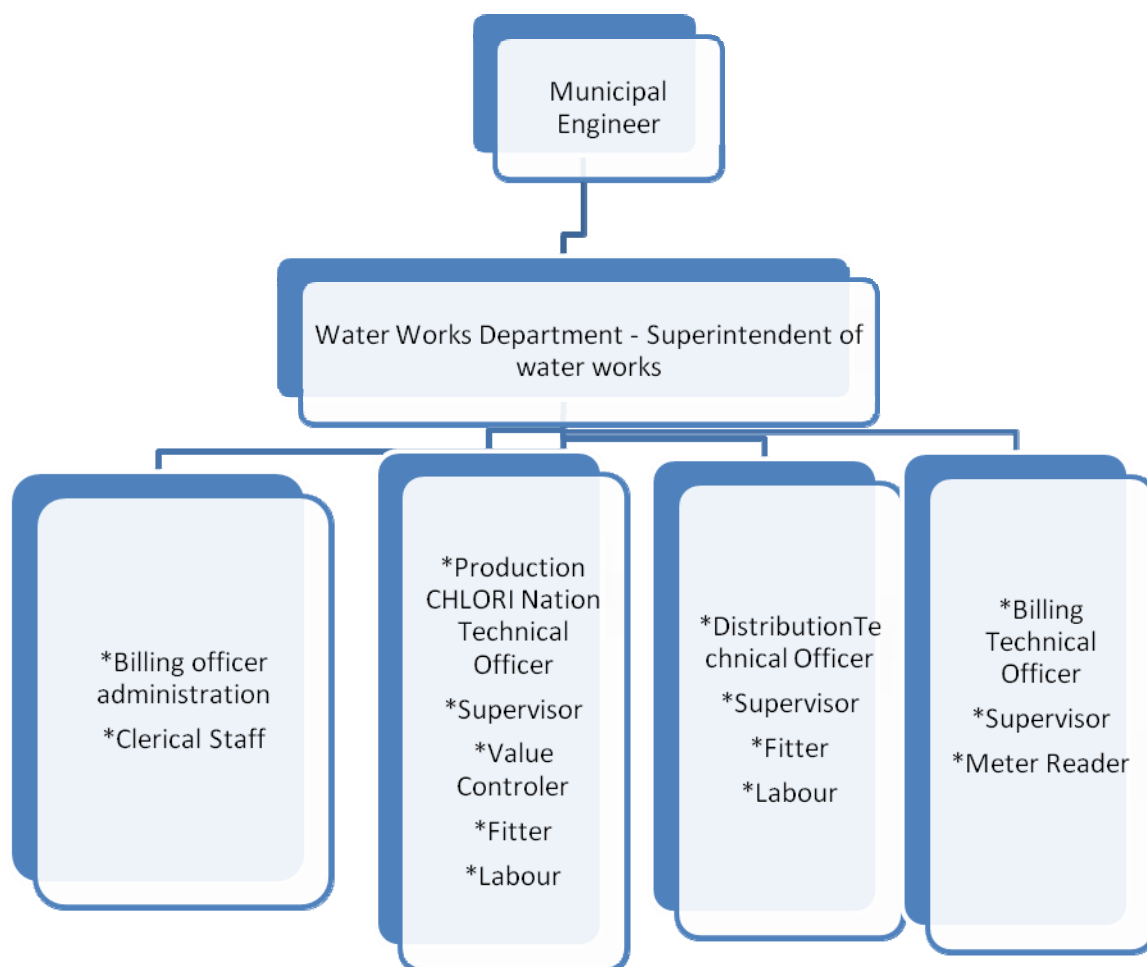 Municipal
Engineer
Water Works Department - Superintendent of
water works
*Billing officer
administration
*Clerical Staff
*Production
CHLORI Nation
Technical
Officer
*Supervisor
*Value
Controler
*Fitter
*Labour
*DistributionTe
chnical Officer
*Supervisor
*Fitter
*Labour
*Billing
Technical
Officer
*Supervisor
*Meter Reader